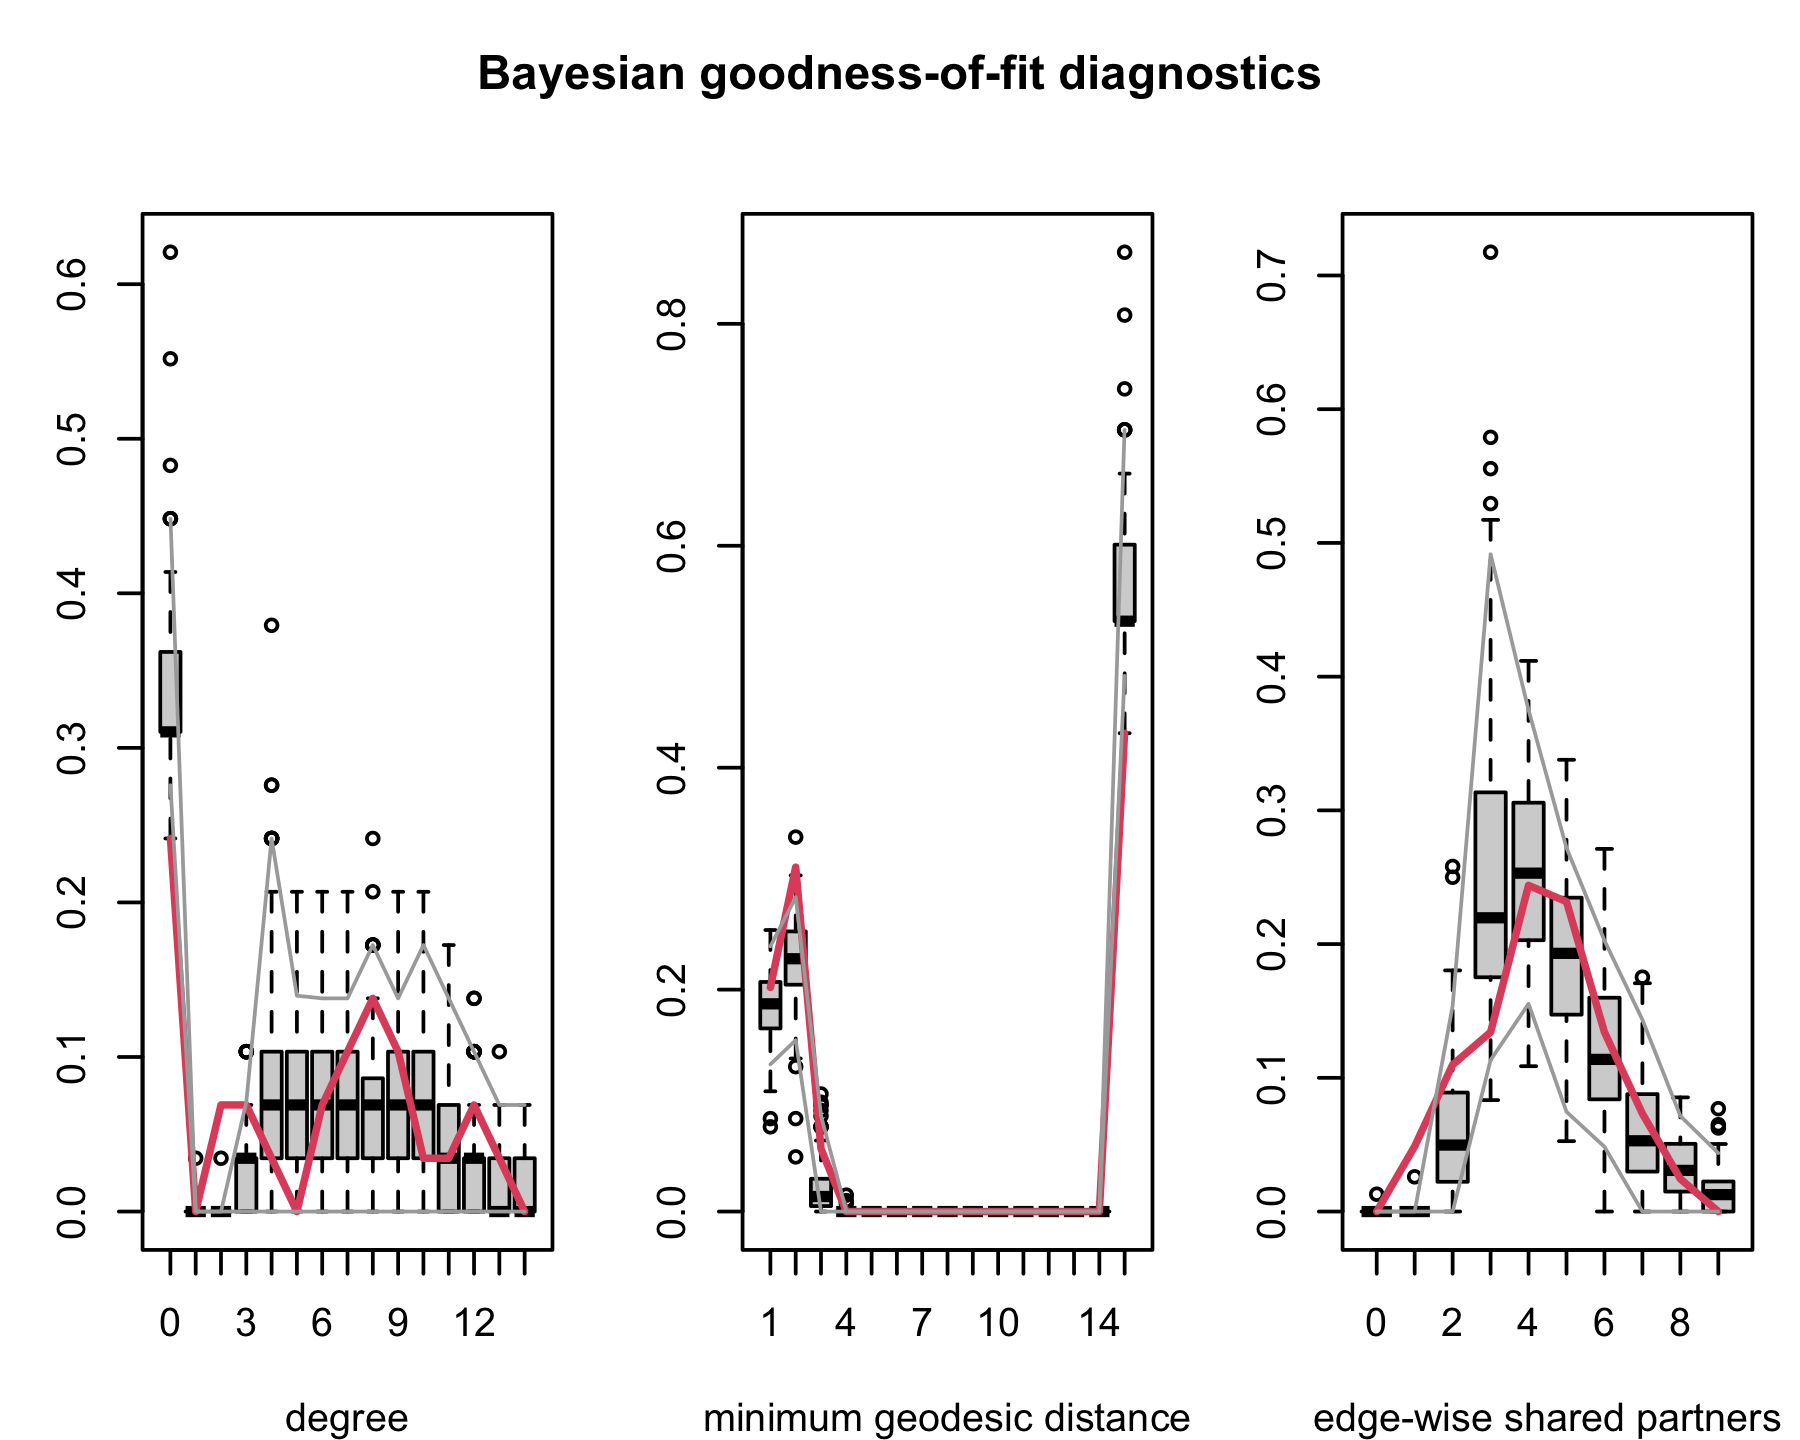 Bayesian goodness-of-fit diagnostics
0.6
0.5
0.4
0.3
0.2
0.1
0.0
0 3 6 9 12
degree
0.8
0.6
0.4
0.2
0.0
1 4 7 10 14
minimum geodesic distance
0.7
0.6
0.5
0.4
0.3
0.2
0.1
0.0
0 2 4 6 8
edge-wise shared partners